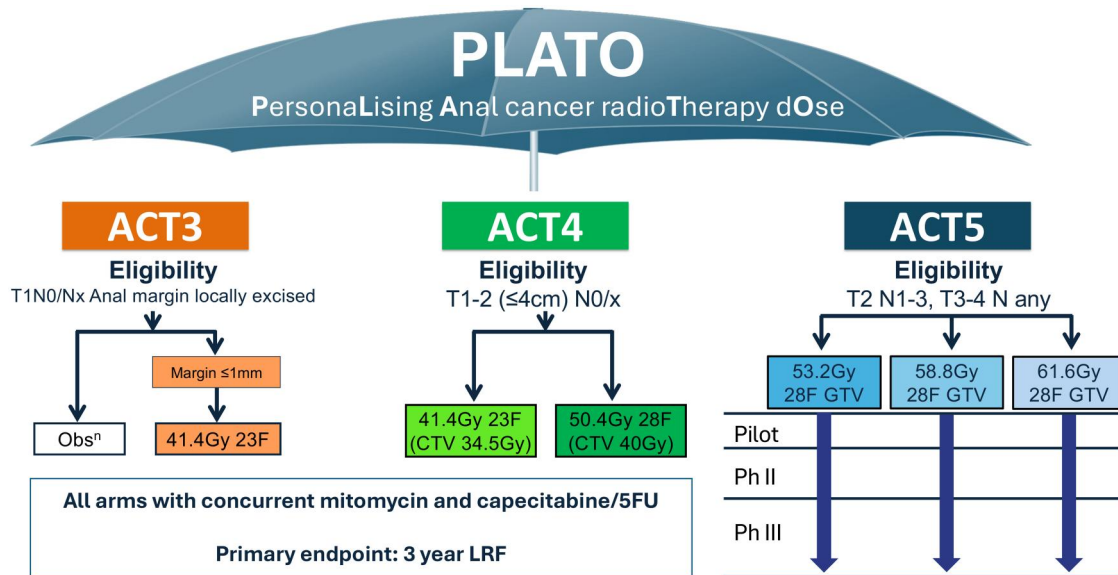 PLATO
PersonaLising Anal cancer radioTherapy dOse
ACT3
Eligibility
T1N0/Nx Anal margin locally excised
Margin ≤1mm
Obsⁿ
41.4Gy 23F
ACT4
Eligibility
T1-2 (≤4cm) N0/x
41.4Gy 23F
(CTV 34.5Gy)
50.4Gy 28F
(CTV 40Gy)
ACT5
Eligibility
T2 N1-3, T3-4 N any
53.2Gy
28F GTV
58.8Gy
28F GTV
61.6Gy
28F GTV
Pilot
Ph II
Ph III
All arms with concurrent mitomycin and capecitabine/5FU
Primary endpoint: 3 year LRF